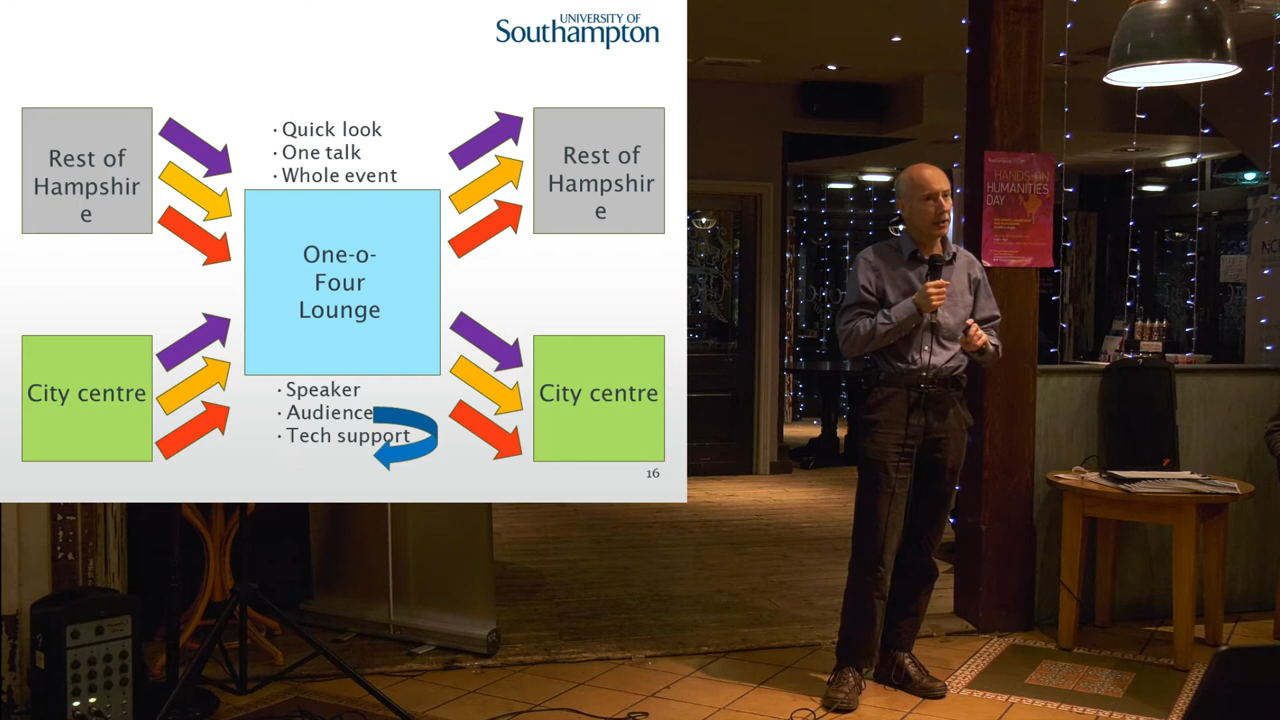 UNIVERSITY OF
Southampton
Rest of
Hampshir
e
· Quick look
· One talk
· Whole event
Rest of
Hampshir
e
One-o-
Four
Lounge
City centre
· Speaker
· Audience
· Tech support
City centre
16
HANDS-ON
HUMANITIES
DAY